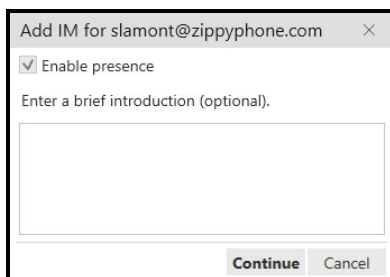 Add IM for slamont@zippyphone.com
Enable presence
Enter a brief introduction (optional).
Continue Cancel